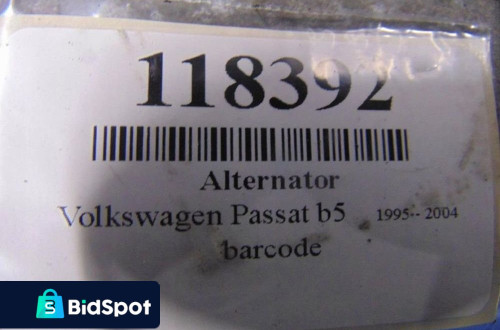 118392
Alternator
Volkswagen Passat b5 1995-- 2004
barcode
BidSpot